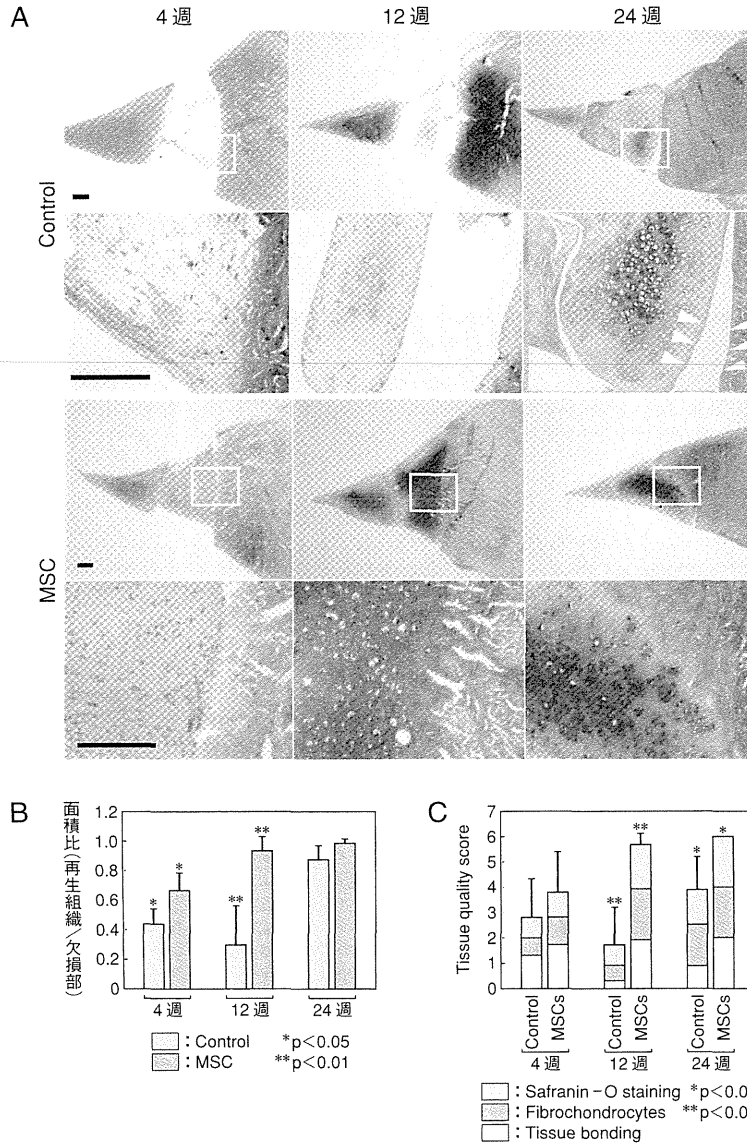 A
4週
12週
24週
Control
MSC
B
面積比(再生組織/欠損部)
1.2
1.0
0.8
0.6
0.4
0.2
0
*
*
**
**
4週
12週
24週
: Control *p<0.05
: MSC **p<0.01
C
Tissue quality score
7
6
5
4
3
2
1
0
**
**
*
*
Control
MSCs
Control
MSCs
Control
MSCs
4週
12週
24週
: Safranin-O staining *p<0.0
: Fibrochondrocytes **p<0.0
: Tissue bonding